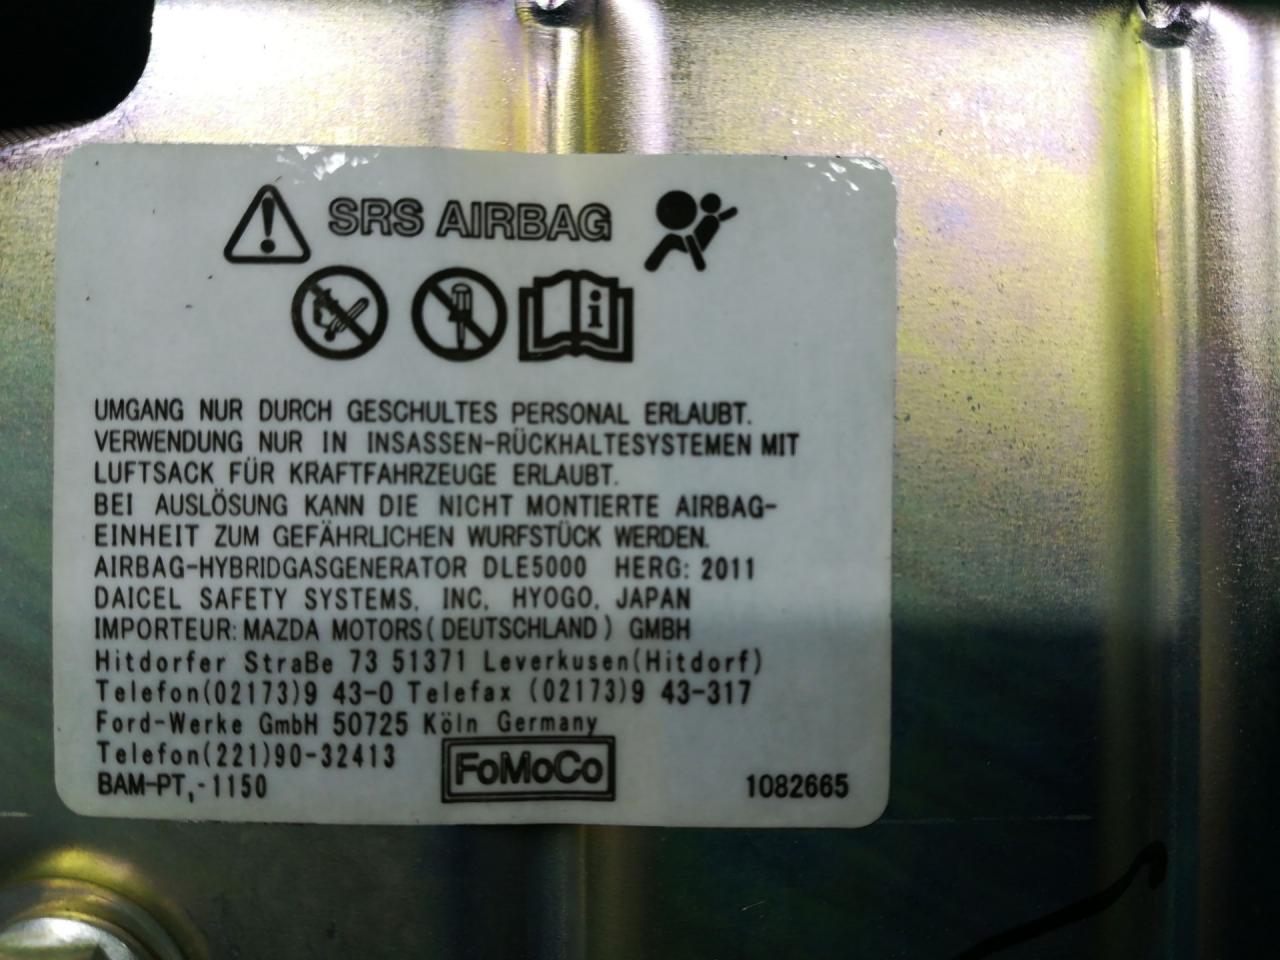 SRS AIRBAG
UMGANG NUR DURCH GESCHULTES PERSONAL ERLAUBT.
VERWENDUNG NUR IN INSASSEN-RÜCKHALTESYSTEMEN MIT
LUFTSACK FÜR KRAFTFAHRZEUGE ERLAUBT.
BEI AUSLÖSUNG KANN DIE NICHT MONTIERTE AIRBAG-
EINHEIT ZUM GEFÄHRLICHEN WURFSTÜCK WERDEN.
AIRBAG-HYBRIDGASGENERATOR DLE5000 HERG: 2011
DAICEL SAFETY SYSTEMS, INC, HYOGO, JAPAN
IMPORTEUR: MAZDA MOTORS(DEUTSCHLAND) GMBH
Hitdorfer StraBe 73 51371 Leverkusen(Hitdorf)
Telefon(02173)9 43-0 Telefax (02173)9 43-317
Ford-Werke GmbH 50725 Köln Germany
Telefon(221)90-32413
BAM-PT,-1150 FoMoCo 1082665